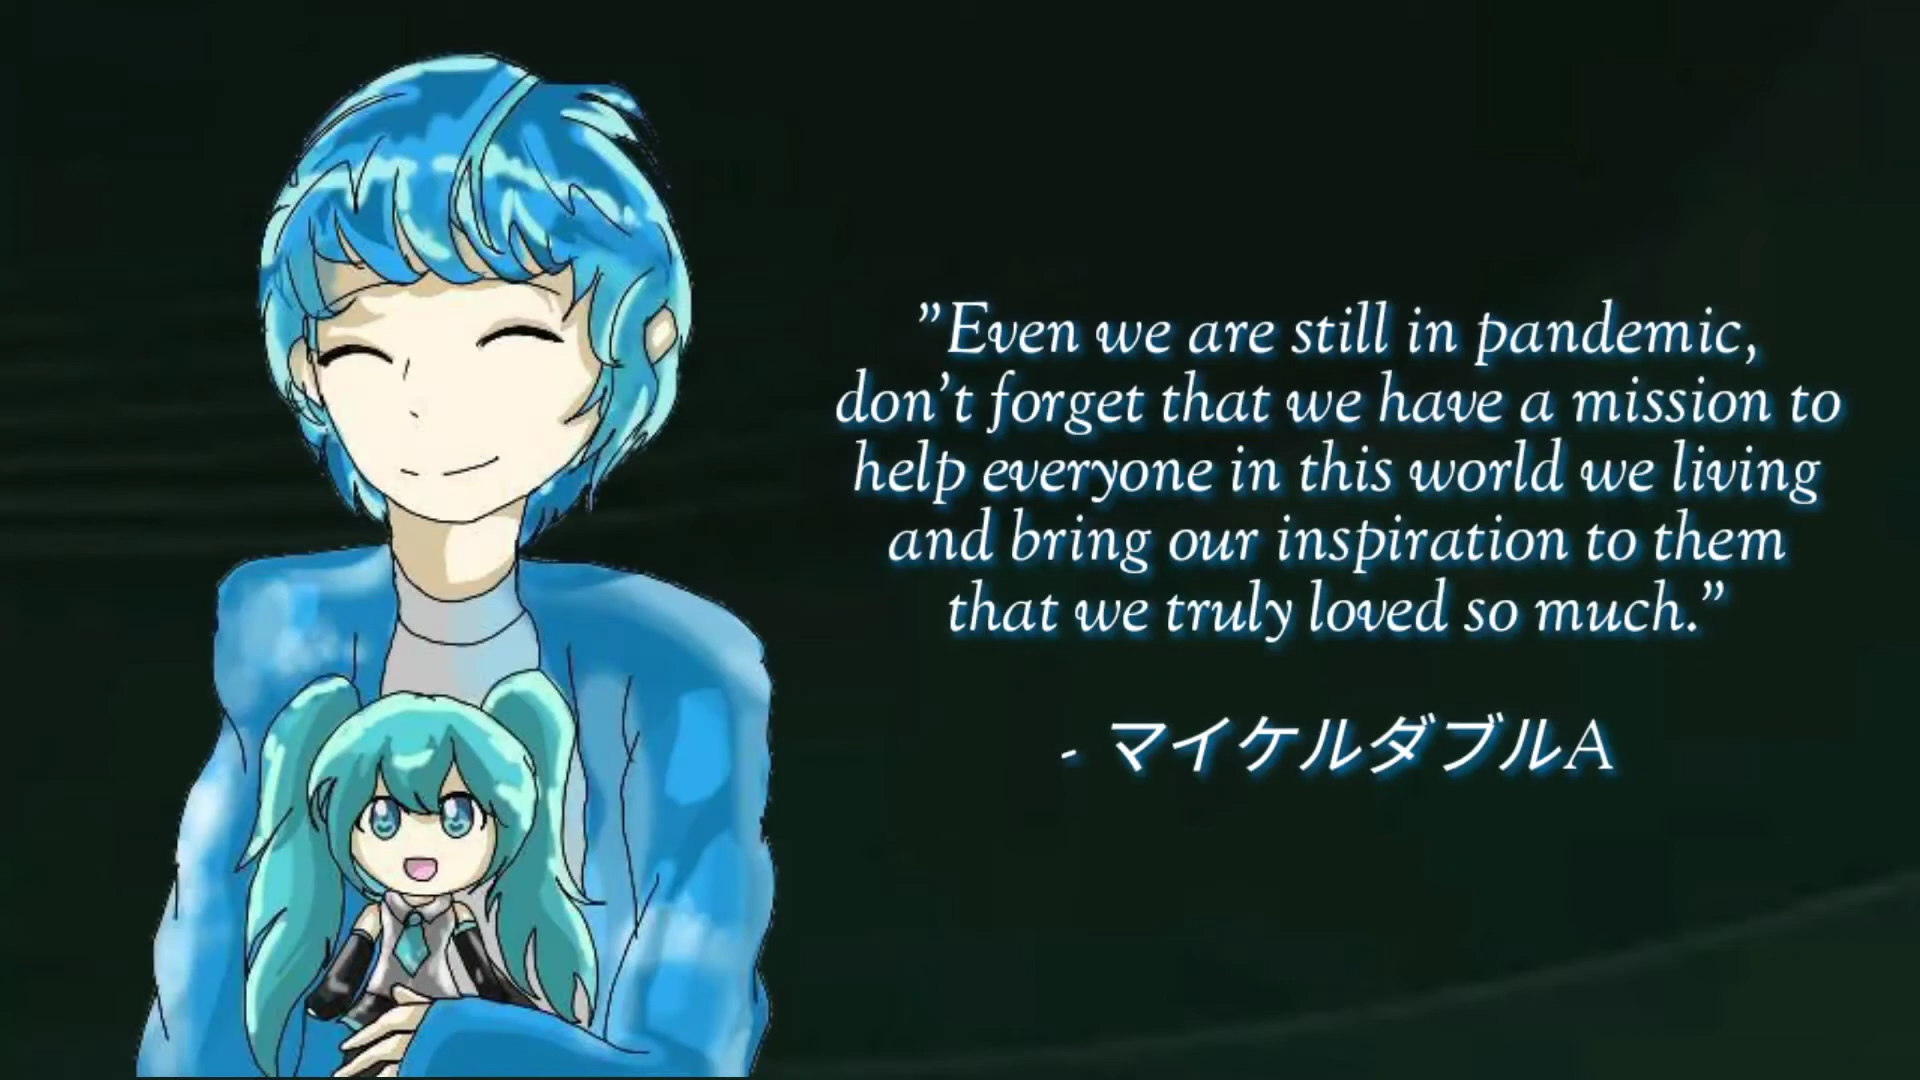 ”Even we are still in pandemic,
don’t forget that we have a mission to
help everyone in this world we living
and bring our inspiration to them
that we truly loved so much.”
- マイケルダブルA